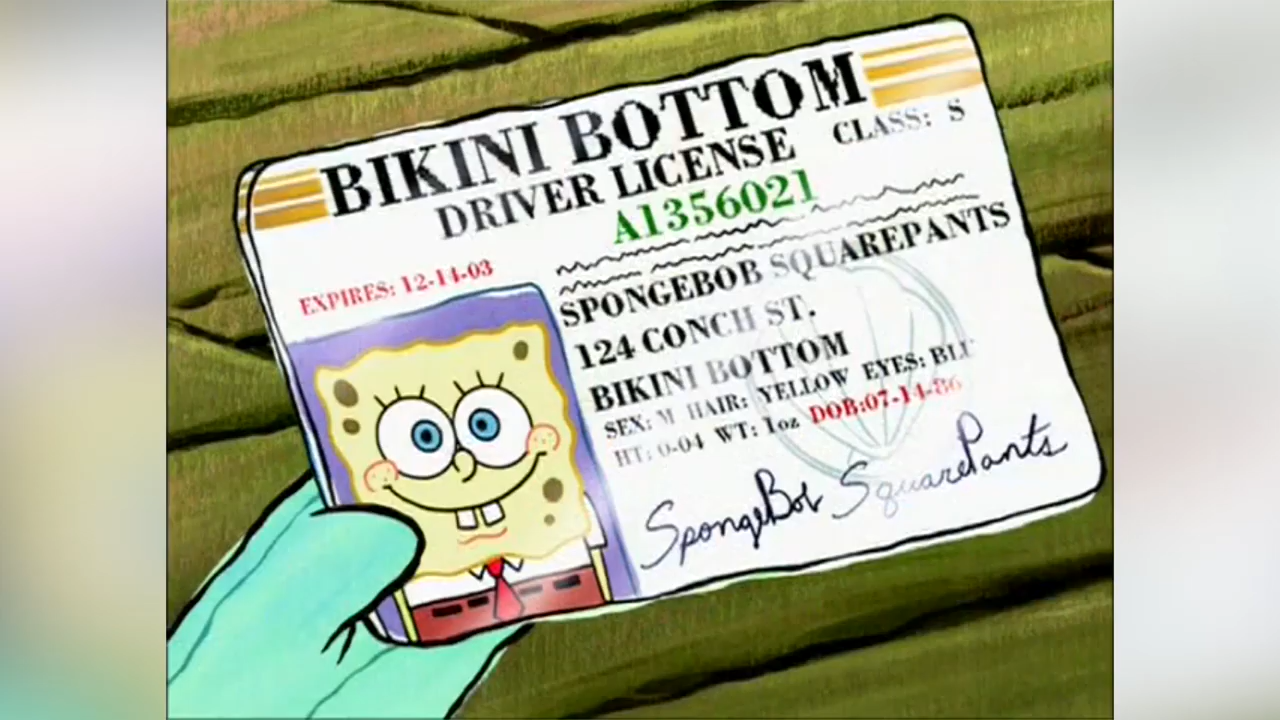 BIKINI BOTTOM
DRIVER LICENSE
CLASS: S
A1356021
EXPIRES: 12-14-03
SPONGEBOB SQUAREPANTS
124 CONCH ST.
BIKINI BOTTOM
SEX: M HAIR: YELLOW EYES: BLU
HT: 0-04 WT: 1oz DOB:07-14-86
SpongeBob SquarePants